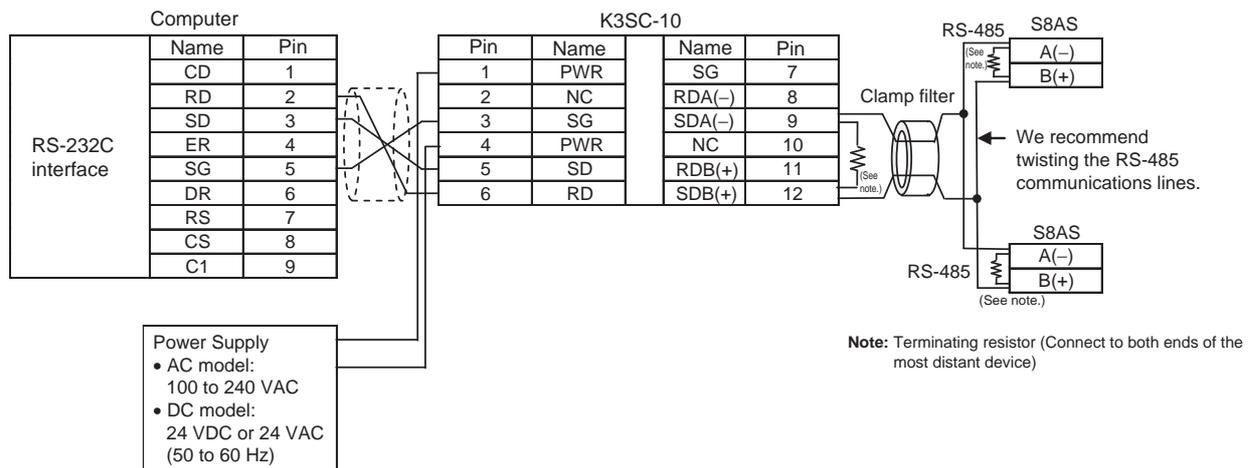 Computer
K3SC-10
RS-485
S8AS
Name Pin
CD 1
RD 2
SD 3
ER 4
SG 5
DR 6
RS 7
CS 8
C1 9
RS-232C
interface
Pin Name
1 PWR
2 NC
3 SG
4 PWR
5 SD
6 RD
Name Pin
SG 7
RDA(−) 8
SDA(−) 9
NC 10
RDB(+) 11
SDB(+) 12
(See
note.)
Clamp filter
(See
note.)
A(−)
B(+)
We recommend
twisting the RS-485
communications lines.
S8AS
RS-485
A(−)
B(+)
(See note.)
Power Supply
• AC model:
100 to 240 VAC
• DC model:
24 VDC or 24 VAC
(50 to 60 Hz)
Note: Terminating resistor (Connect to both ends of the
most distant device)